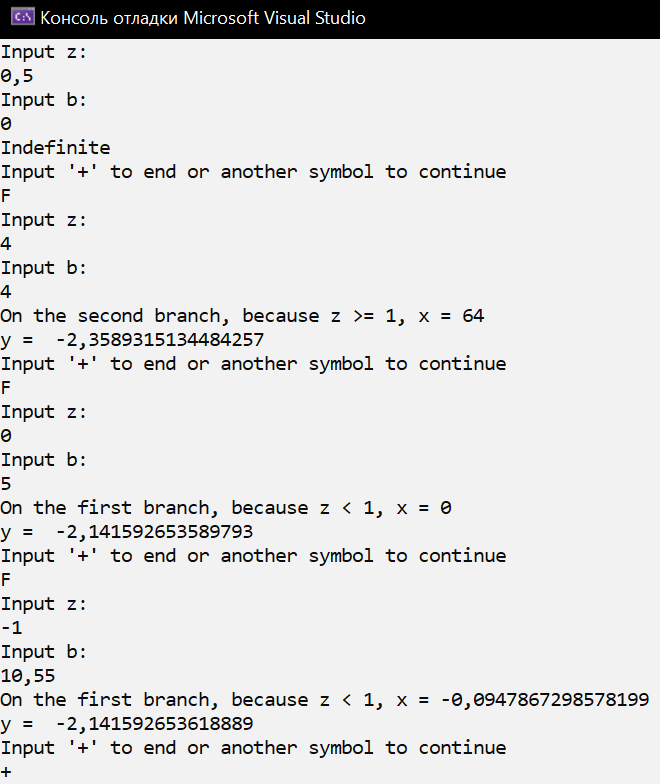 Консоль отладки Microsoft Visual Studio
Input z:
0,5
Input b:
0
Indefinite
Input '+' to end or another symbol to continue
F
Input z:
4
Input b:
4
On the second branch, because z >= 1, x = 64
y =  -2,3589315134484257
Input '+' to end or another symbol to continue
F
Input z:
0
Input b:
5
On the first branch, because z < 1, x = 0
y =  -2,141592653589793
Input '+' to end or another symbol to continue
F
Input z:
-1
Input b:
10,55
On the first branch, because z < 1, x = -0,0947867298578199
y =  -2,141592653618889
Input '+' to end or another symbol to continue
+